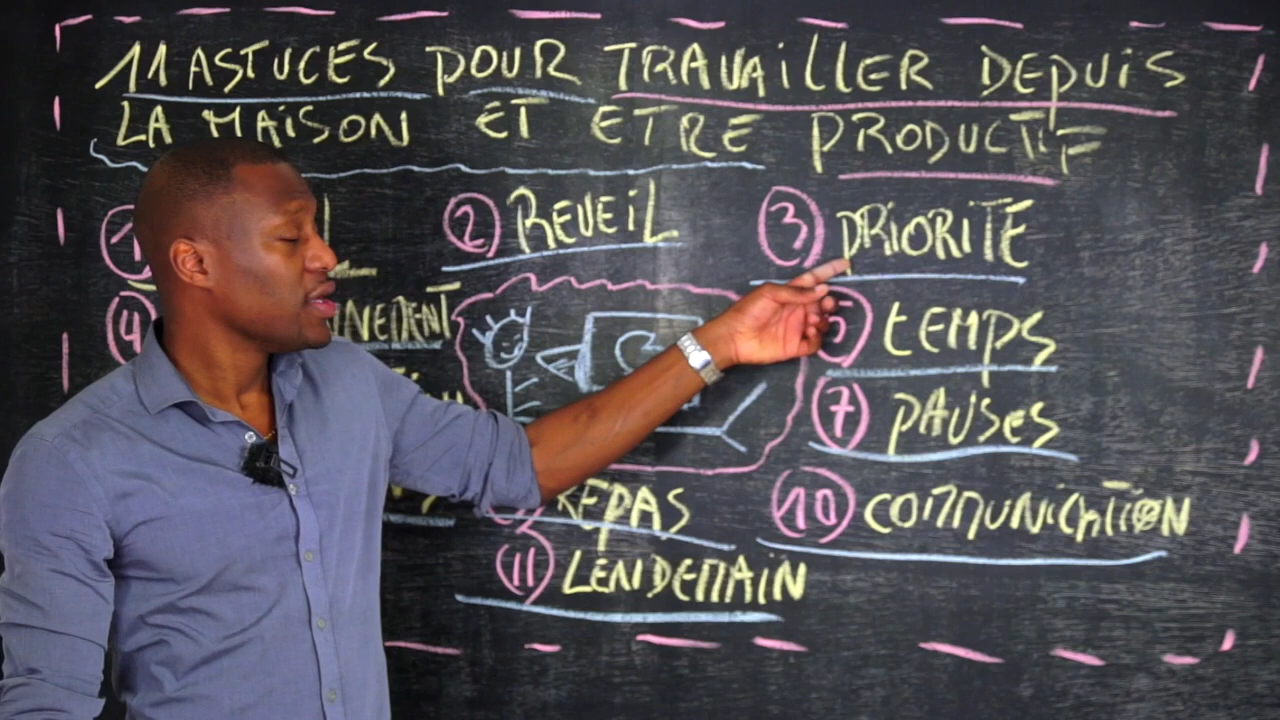 11 ASTUCES POUR TRAVAILLER DEPUIS
LA MAISON ET ETRE PRODUCTIF
1
2 REVEIL
3 PRIORITE
4
5 TEMPS
7 PAUSES
REPAS
10 COMMUNICATION
11 LENDEMAIN